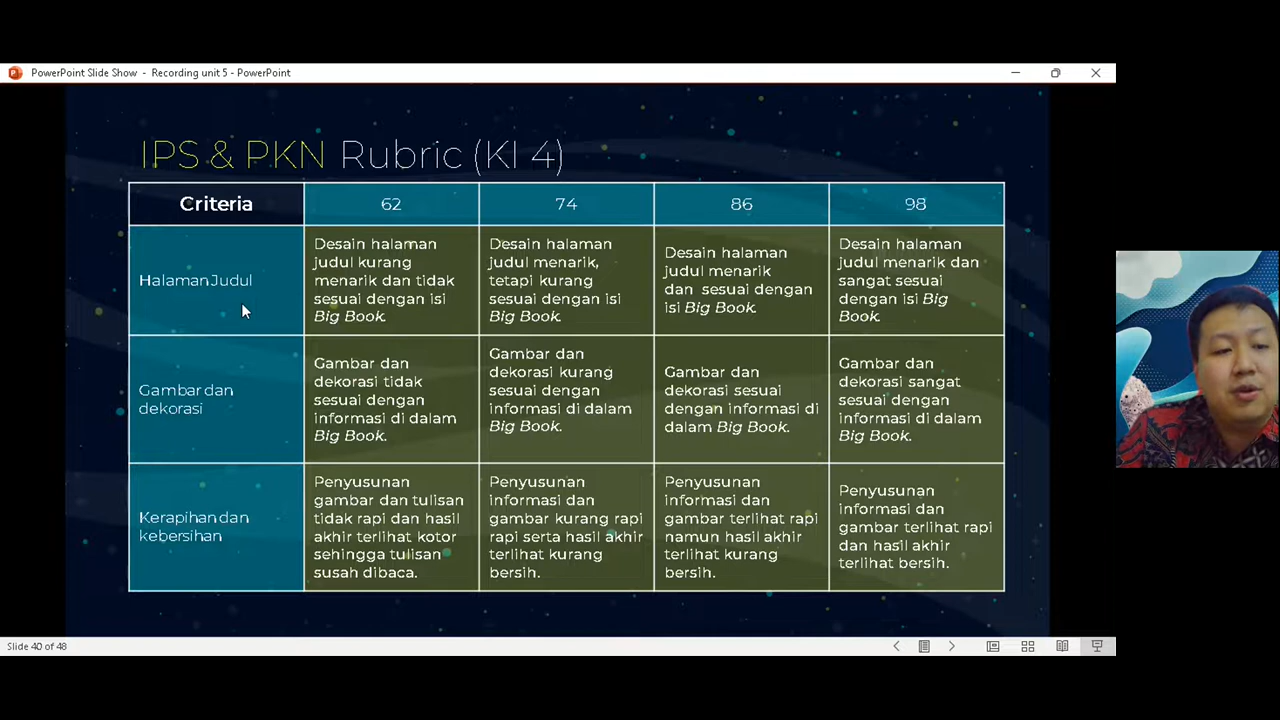 PowerPoint Slide Show - Recording unit 5 - PowerPoint
IPS & PKN Rubric (KI 4)
Criteria
62
74
86
98
Halaman Judul
Desain halaman
judul kurang
menarik dan tidak
sesuai dengan isi
Big Book.
Desain halaman
judul menarik,
tetapi kurang
sesuai dengan isi
Big Book.
Desain halaman
judul menarik
dan sesuai dengan
isi Big Book.
Desain halaman
judul menarik dan
sangat sesuai
dengan isi Big
Book.
Gambar dan
dekorasi
Gambar dan
dekorasi tidak
sesuai dengan
informasi di dalam
Big Book.
Gambar dan
dekorasi kurang
sesuai dengan
informasi di dalam
Big Book.
Gambar dan
dekorasi sesuai
dengan informasi di
dalam Big Book.
Gambar dan
dekorasi sangat
sesuai dengan
informasi di dalam
Big Book.
Kerapihan dan
kebersihan
Penyusunan
gambar dan tulisan
tidak rapi dan hasil
akhir terlihat kotor
sehingga tulisan
susah dibaca.
Penyusunan
informasi dan
gambar kurang rapi
rapi serta hasil akhir
terlihat kurang
bersih.
Penyusunan
informasi dan
gambar terlihat rapi
namun hasil akhir
terlihat kurang
bersih.
Penyusunan
informasi dan
gambar terlihat rapi
dan hasil akhir
terlihat bersih.
Slide 40 of 48